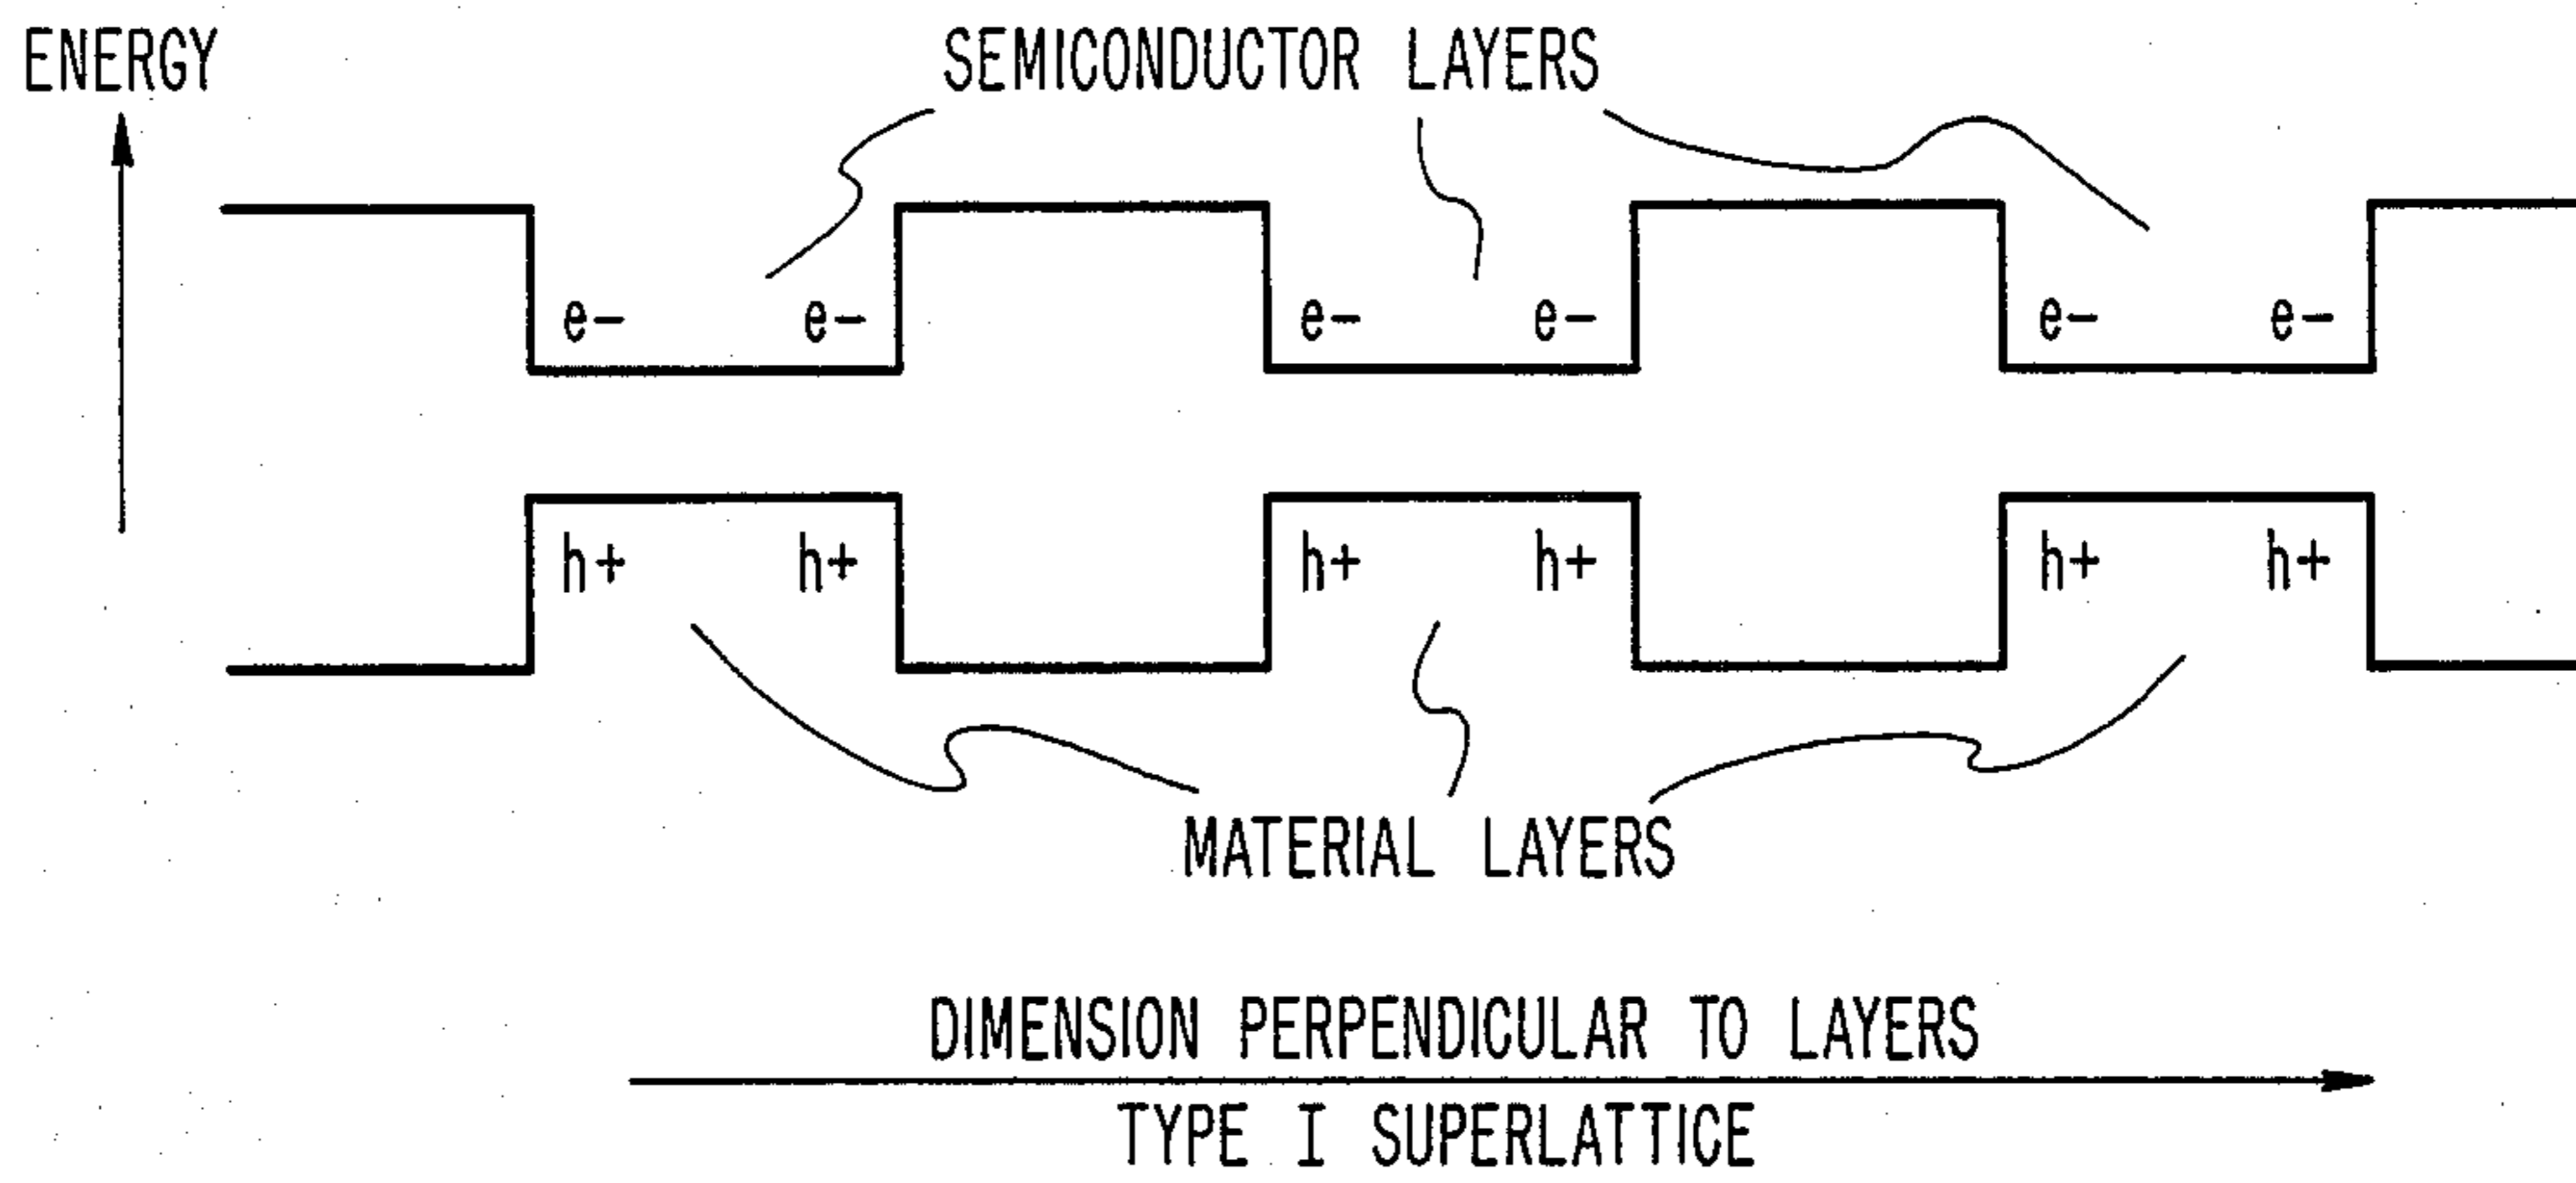 ENERGY
SEMICONDUCTOR LAYERS
e- e- e- e- e- e-
h+ h+ h+ h+ h+ h+
MATERIAL LAYERS
DIMENSION PERPENDICULAR TO LAYERS
TYPE I SUPERLATTICE